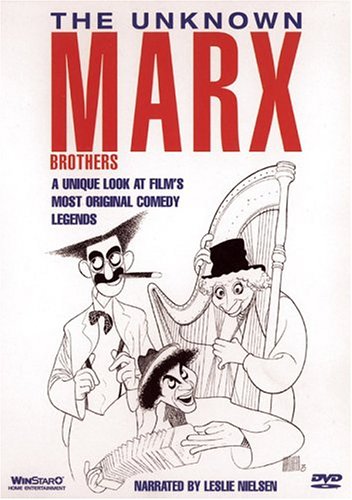 THE UNKNOWN
MARX
BROTHERS
A UNIQUE LOOK AT FILM'S
MOST ORIGINAL COMEDY
LEGENDS
WINSTAR
HOME ENTERTAINMENT
NARRATED BY LESLIE NIELSEN
DVD